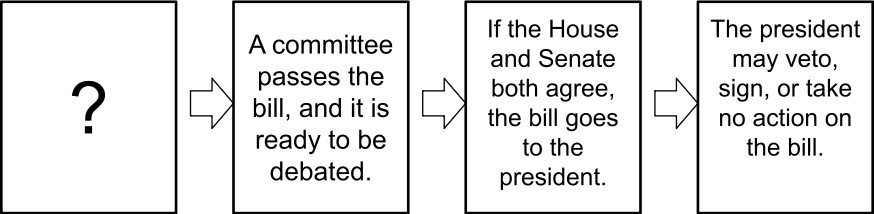 ?
A committee
passes the
bill, and it is
ready to be
debated.
If the House
and Senate
both agree,
the bill goes
to the
president.
The president
may veto,
sign, or take
no action on
the bill.